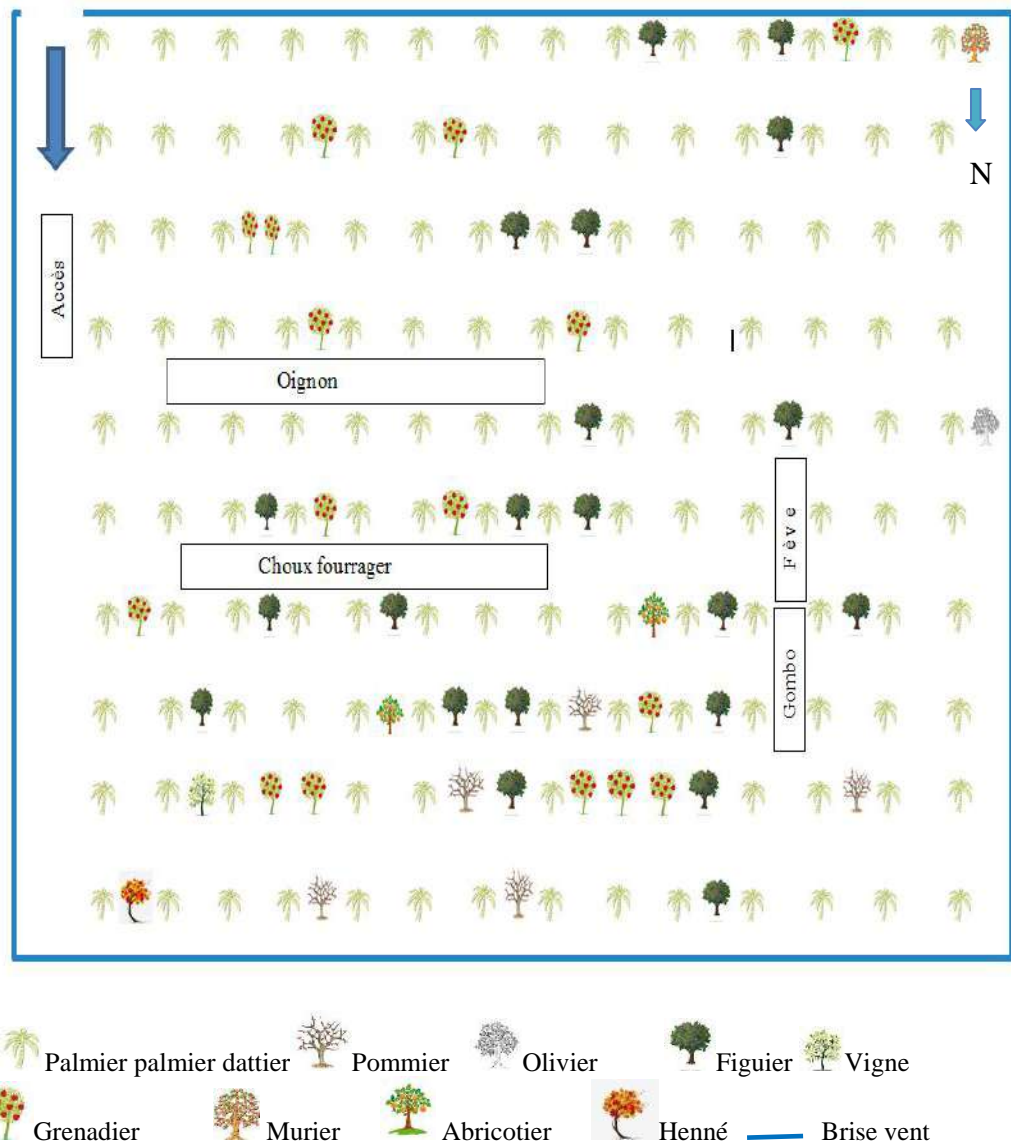 N
Accès
Oignon
Fève
Choux fourrager
Gombo
Palmier palmier dattier Pommier Olivier Figuier Vigne
Grenadier Murier Abricotier Henné Brise vent